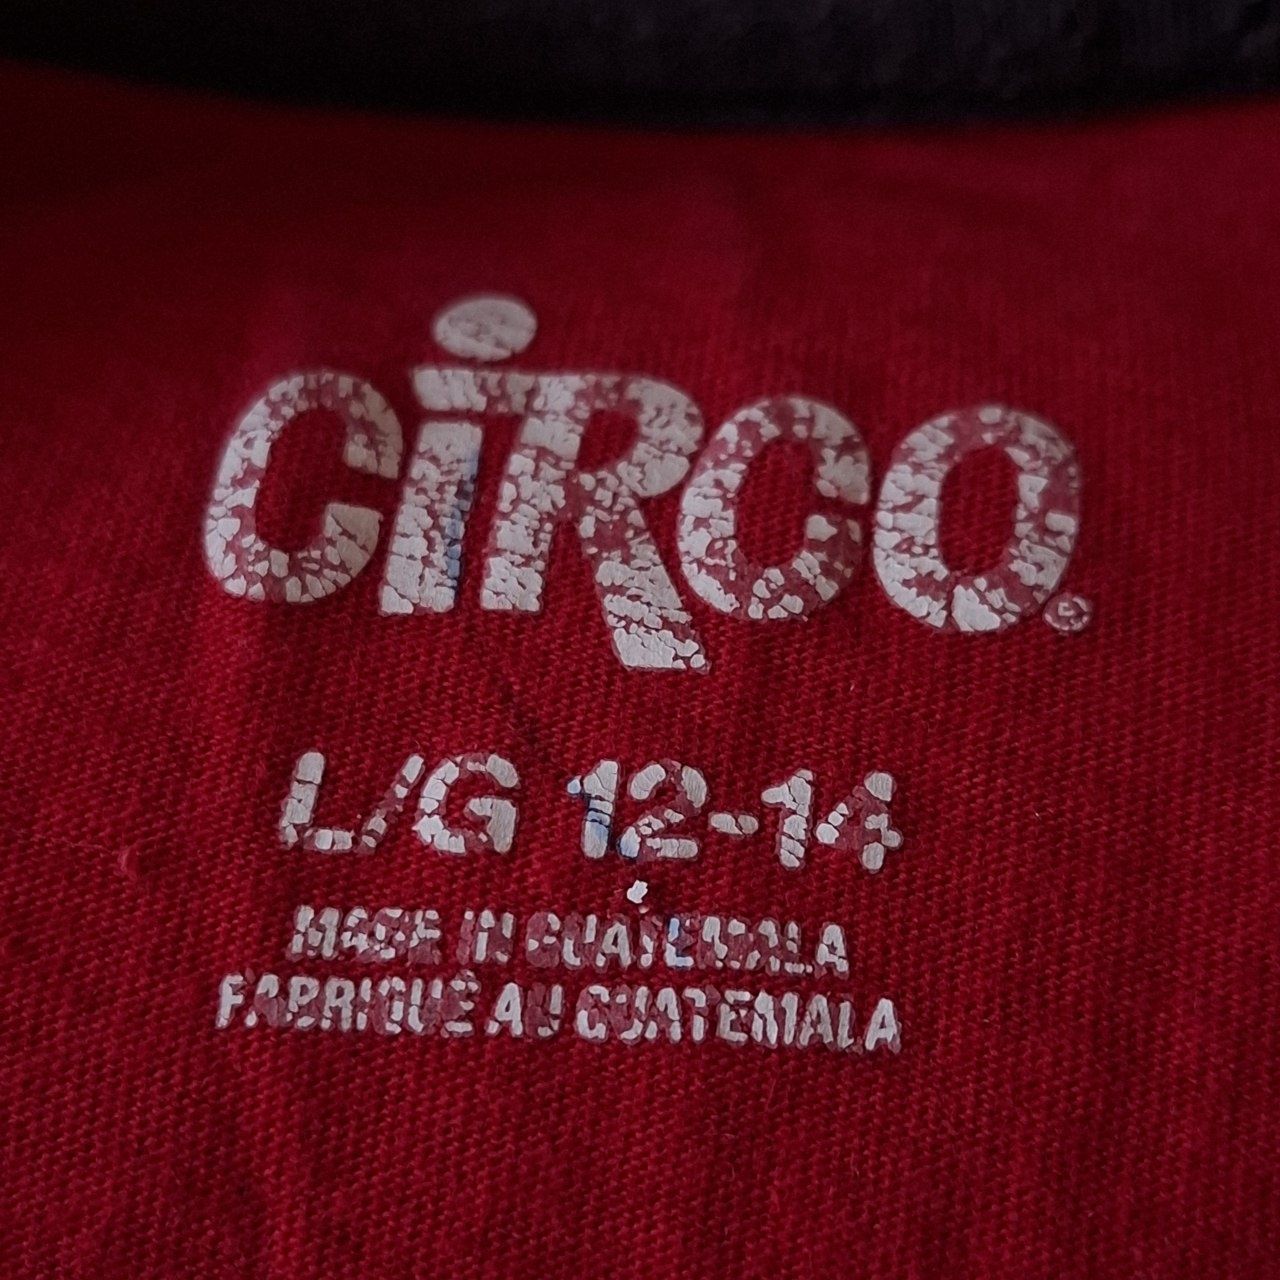 CiRCO®
L/G 12-14
MADE IN GUATEMALA
FABRIQUÉ AU GUATEMALA